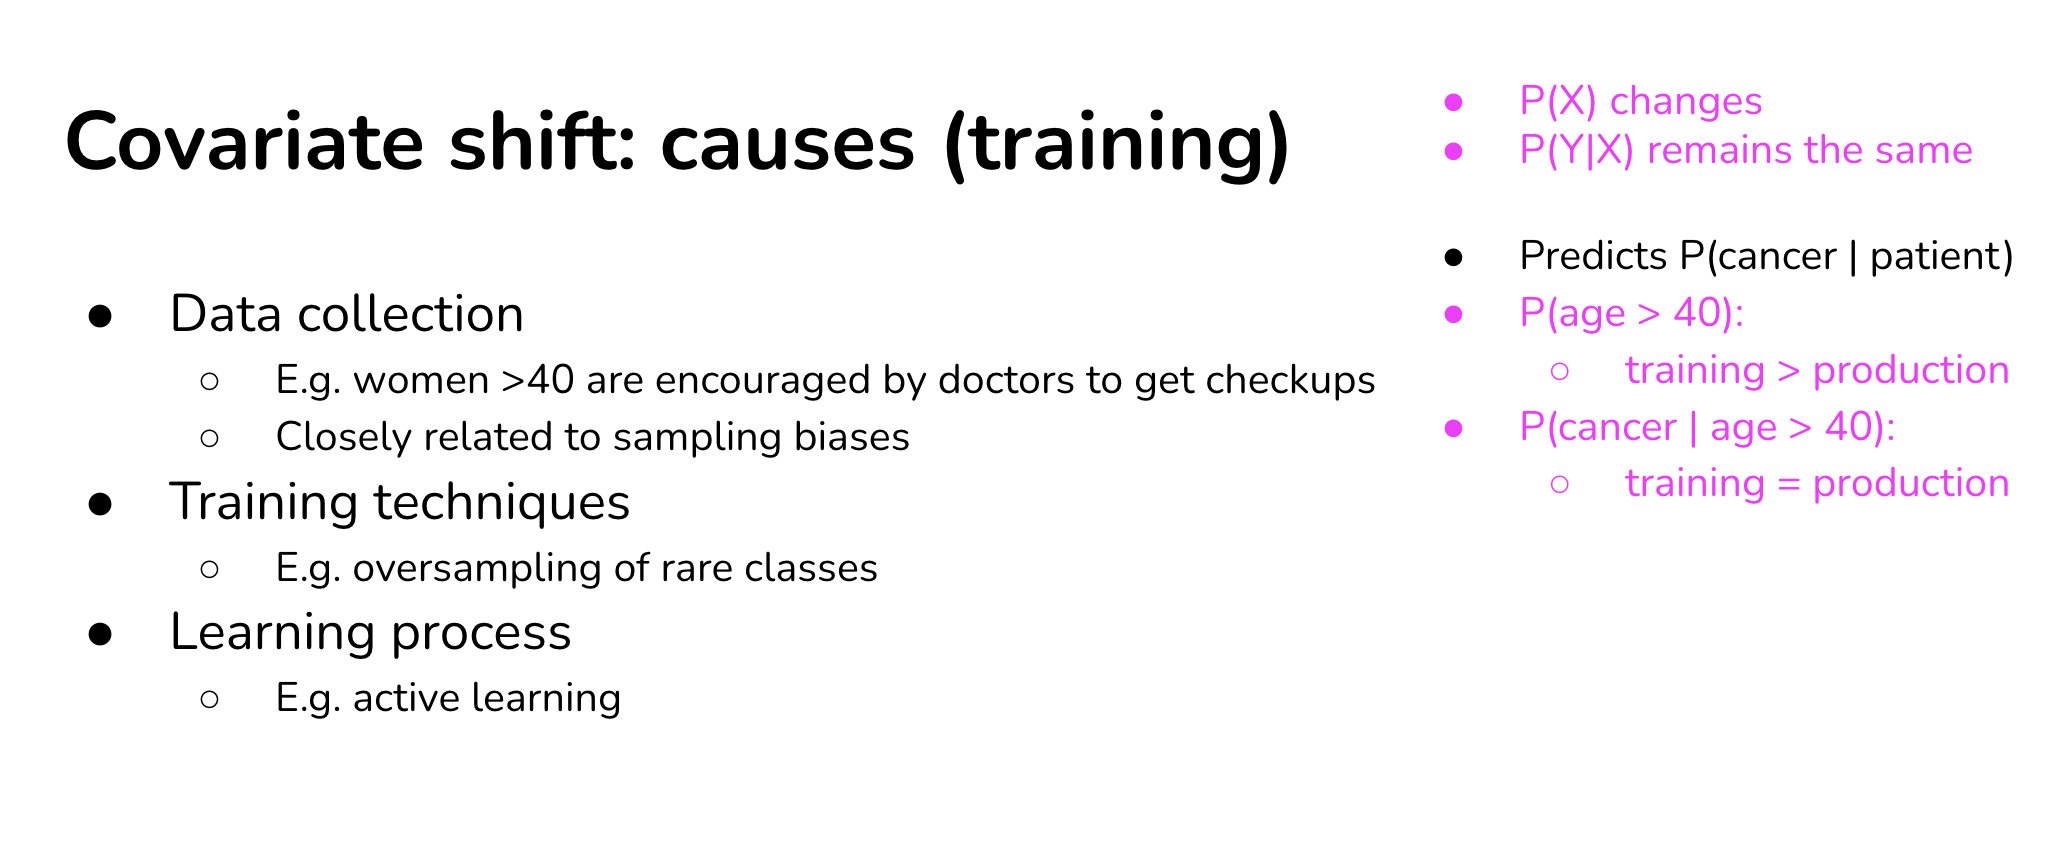 Covariate shift: causes (training)
● Data collection
○ E.g. women >40 are encouraged by doctors to get checkups
○ Closely related to sampling biases
● Training techniques
○ E.g. oversampling of rare classes
● Learning process
○ E.g. active learning
● P(X) changes
● P(Y|X) remains the same
● Predicts P(cancer | patient)
● P(age > 40):
○ training > production
● P(cancer | age > 40):
○ training = production